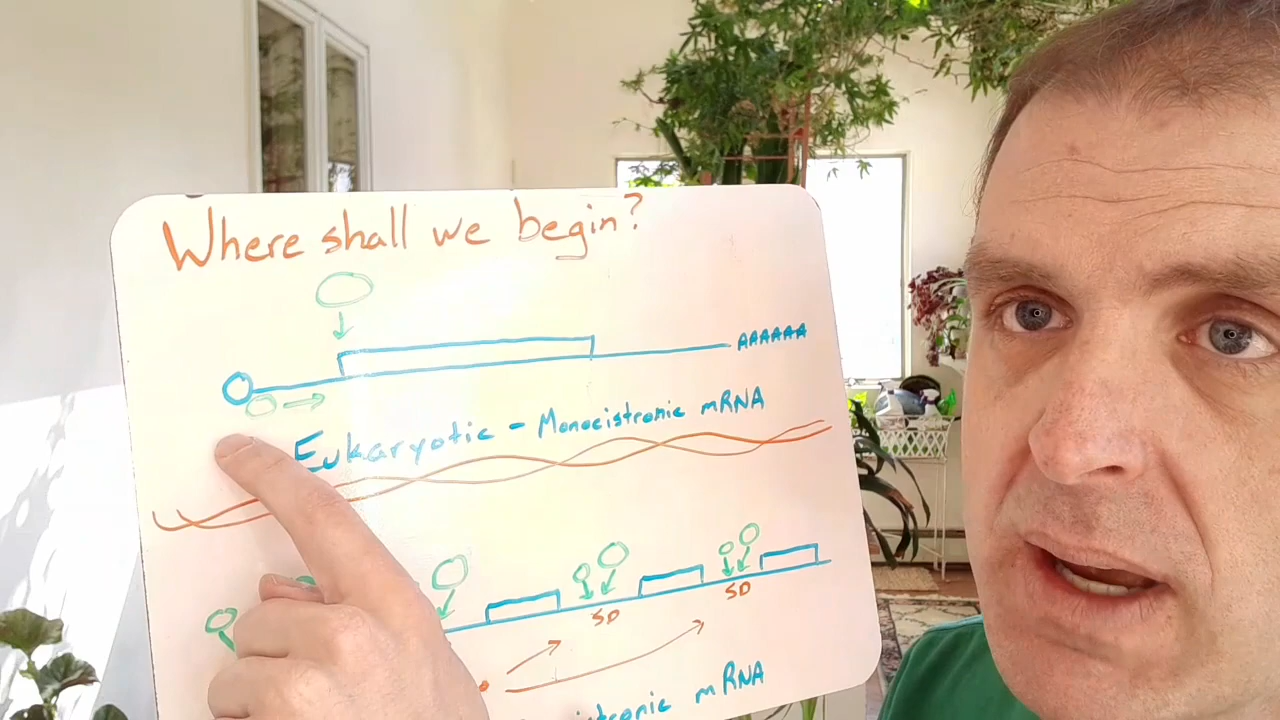 Where shall we begin?
AAAAAA
Eukaryotic - Monocistronic mRNA
SD
SD
mRNA